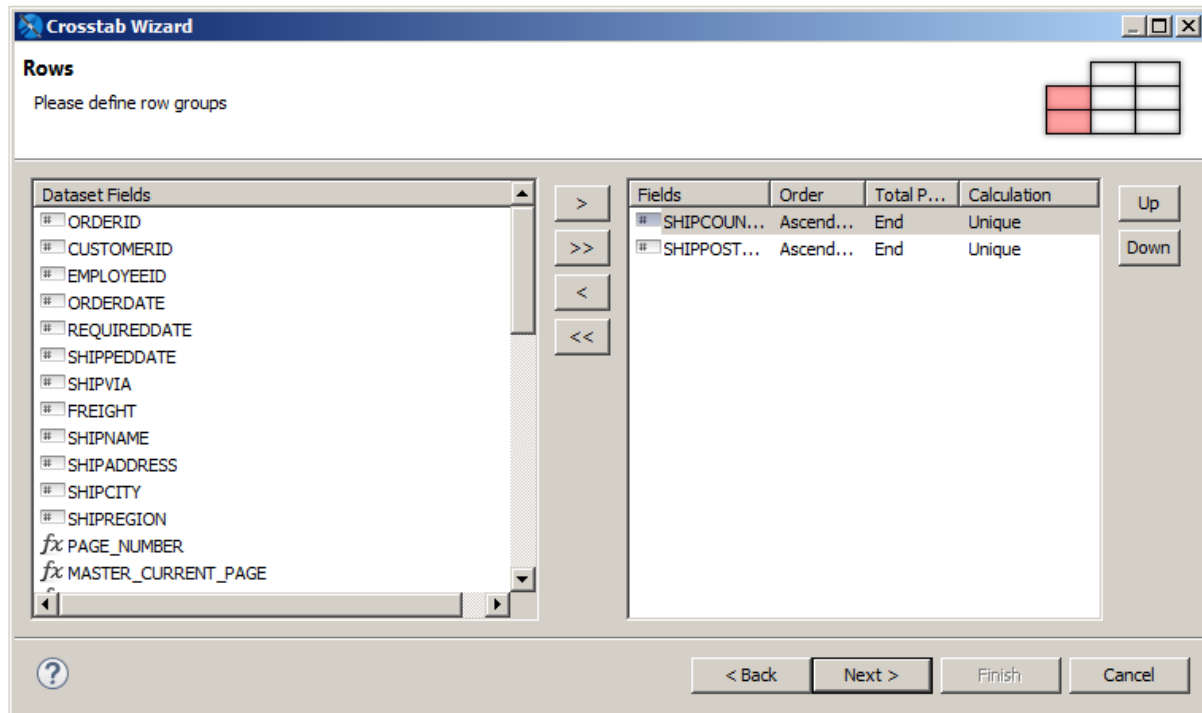 Crosstab Wizard
Rows
Please define row groups
Dataset Fields
# ORDERID
# CUSTOMERID
# EMPLOYEEID
# ORDERDATE
# REQUIREDDATE
# SHIPPEDDATE
# SHIPVIA
# FREIGHT
# SHIPNAME
# SHIPADDRESS
# SHIPCITY
# SHIPREGION
fx PAGE_NUMBER
fx MASTER_CURRENT_PAGE
>
>>
<
<<
Fields Order Total P... Calculation
# SHIPCOUN... Ascend... End Unique
# SHIPPOST... Ascend... End Unique
Up
Down
?
< Back Next > Finish Cancel